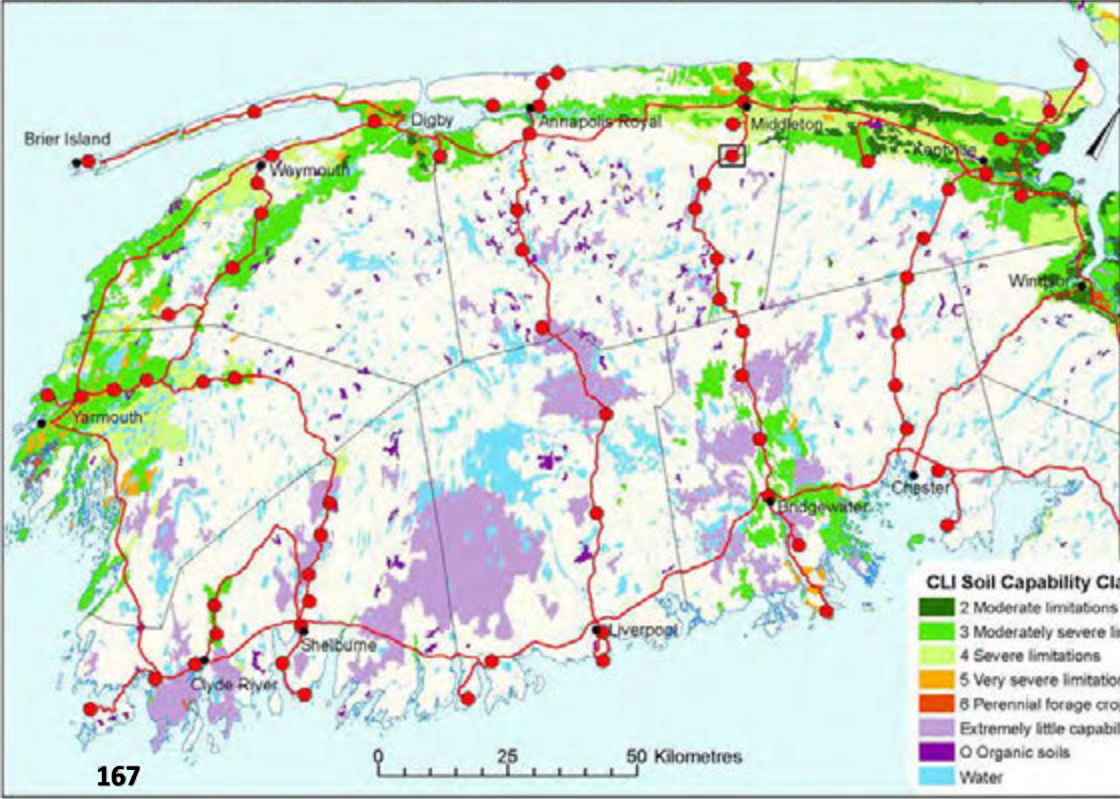 Brier Island
Digby
Annapolis Royal
Middleton
Kentville
Weymouth
Windsor
Yarmouth
Chester
Bridgewater
CLI Soil Capability Cla
2 Moderate limitations
3 Moderately severe li
4 Severe limitations
5 Very severe limitation
6 Perennial forage cro
Extremely little capabil
O Organic soils
Water
Liverpool
Shelburne
Clyde River
0 25 50 Kilometres
167